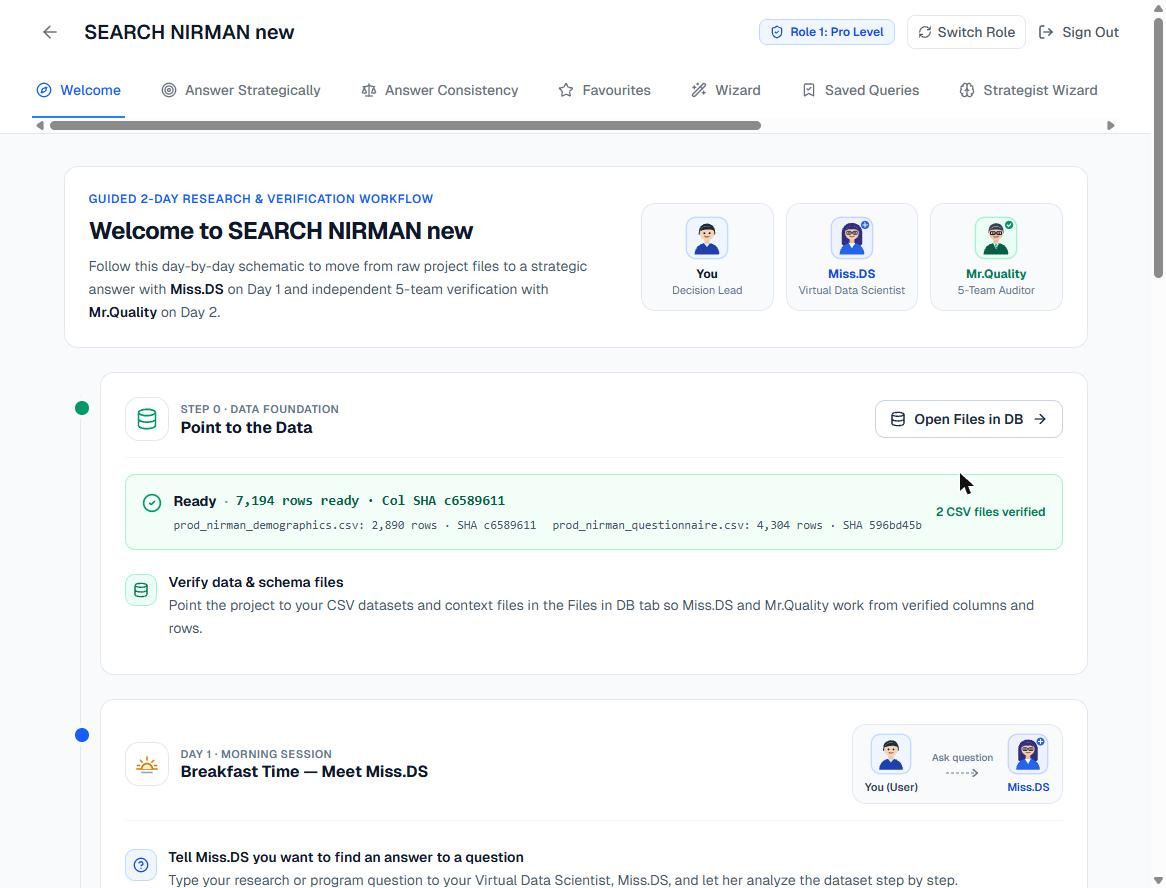 SEARCH NIRMAN new
Role 1: Pro Level
Switch Role
Sign Out
Welcome
Answer Strategically
Answer Consistency
Favourites
Wizard
Saved Queries
Strategist Wizard
GUIDED 2-DAY RESEARCH & VERIFICATION WORKFLOW
Welcome to SEARCH NIRMAN new
Follow this day-by-day schematic to move from raw project files to a strategic
answer with Miss.DS on Day 1 and independent 5-team verification with
Mr.Quality on Day 2.
You
Decision Lead
Miss.DS
Virtual Data Scientist
Mr.Quality
5-Team Auditor
STEP 0 · DATA FOUNDATION
Point to the Data
Open Files in DB
Ready · 7,194 rows ready · Col SHA c6589611
prod_nirman_demographics.csv: 2,890 rows · SHA c6589611 prod_nirman_questionnaire.csv: 4,304 rows · SHA 596bd45b
2 CSV files verified
Verify data & schema files
Point the project to your CSV datasets and context files in the Files in DB tab so Miss.DS and Mr.Quality work from verified columns and
rows.
DAY 1 · MORNING SESSION
Breakfast Time — Meet Miss.DS
You (User)
Ask question
Miss.DS
Tell Miss.DS you want to find an answer to a question
Type your research or program question to your Virtual Data Scientist, Miss.DS, and let her analyze the dataset step by step.